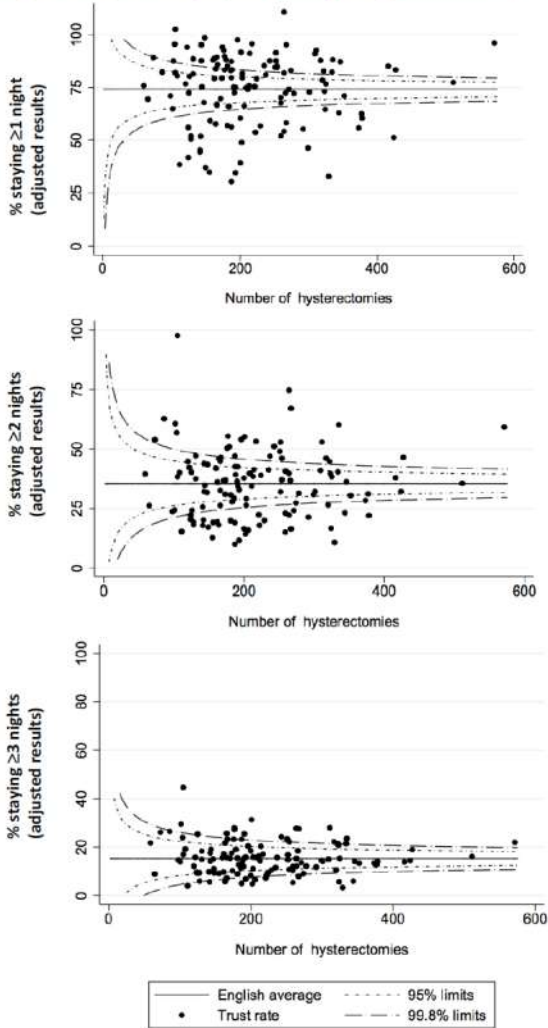 % staying ≥1 night
(adjusted results)
100
75
50
25
0
0
200
400
600
Number of hysterectomies
% staying ≥2 nights
(adjusted results)
100
75
50
25
0
0
200
400
600
Number of hysterectomies
% staying ≥3 nights
(adjusted results)
100
80
60
40
20
0
0
200
400
600
Number of hysterectomies
English average
95% limits
Trust rate
99.8% limits